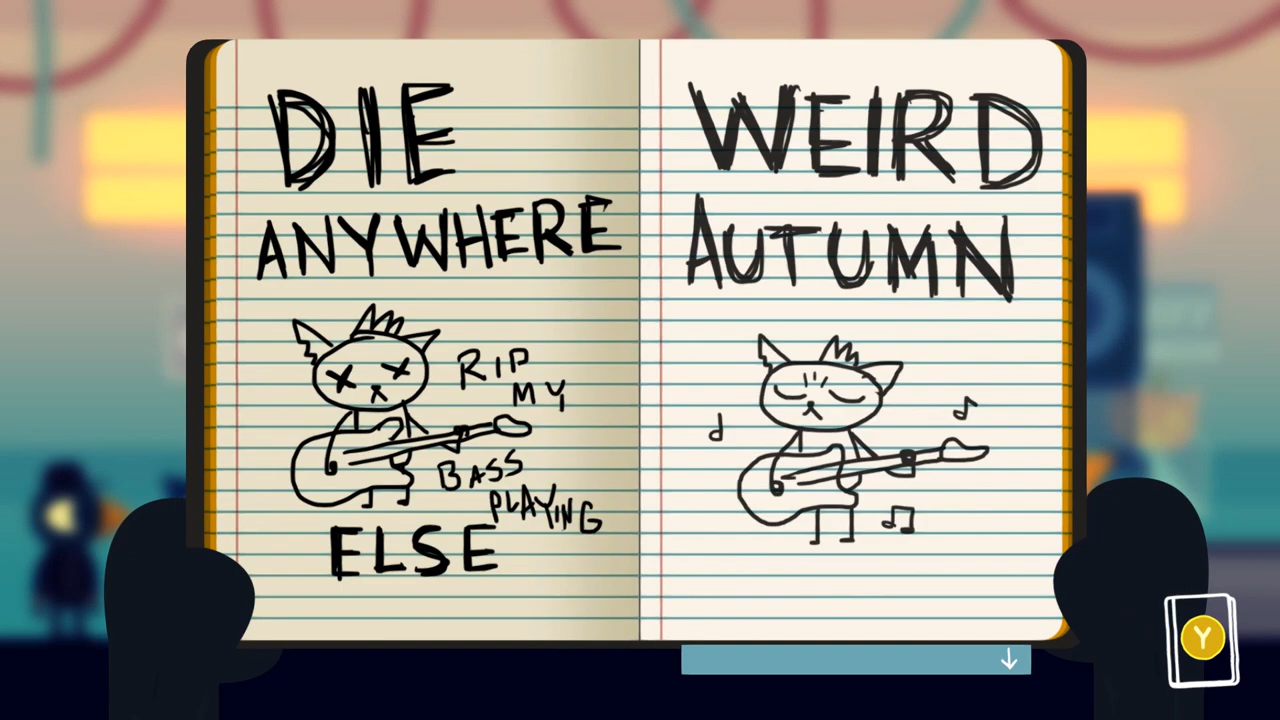 DIE
ANYWHERE
RIP
MY
BASS
PLAYING
ELSE
WEIRD
AUTUMN
Y